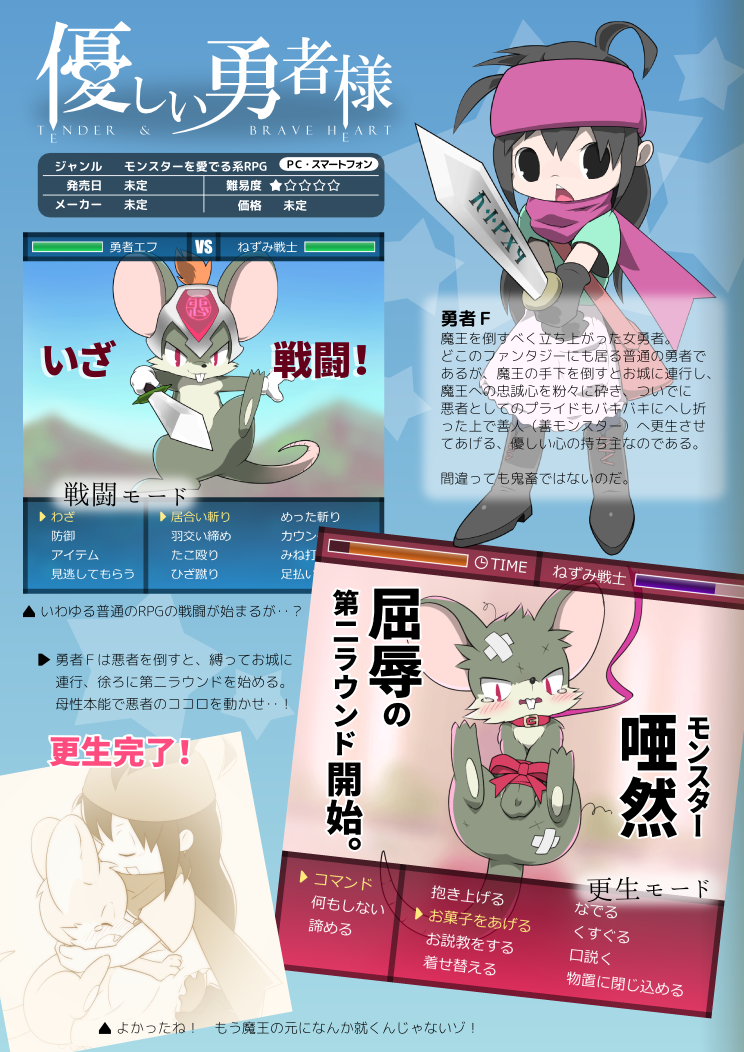 優しい勇者様
TENDER & BRAVE HEART
ジャンル モンスターを愛でる系RPG PC・スマートフォン
発売日 未定 難易度 ★☆☆☆☆
メーカー 未定 価格 未定
勇者エフ VS ねずみ戦士
悪
いざ 戦闘!
戦闘モード
わざ 居合い斬り めった斬り
防御 羽交い締め カウン
アイテム たこ殴り みね打
見逃してもらう ひざ蹴り 足払い
▲ いわゆる普通のRPGの戦闘が始まるが‥?
勇者F
魔王を倒すべく立ち上がった女勇者。
どこのファンタジーにも居る普通の勇者で
あるが、魔王の手下を倒すとお城に連行し、
魔王への忠誠心を粉々に砕き、ついでに
悪者としてのプライドもバキバキにへし折
った上で善人(善モンスター)へ更生させ
てあげる、優しい心の持ち主なのである。
間違っても鬼畜ではないのだ。
▶ 勇者Fは悪者を倒すと、縛ってお城に
連行、徐ろに第二ラウンドを始める。
母性本能で悪者のココロを動かせ‥!
TIME ねずみ戦士
屈辱の
第二ラウンド開始。
モンスター
唖然
更生モード
コマンド 抱き上げる なでる
何もしない お菓子をあげる くすぐる
諦める お説教をする 口説く
着せ替える 物置に閉じ込める
更生完了!
▲ よかったね! もう魔王の元になんか就くんじゃないゾ!